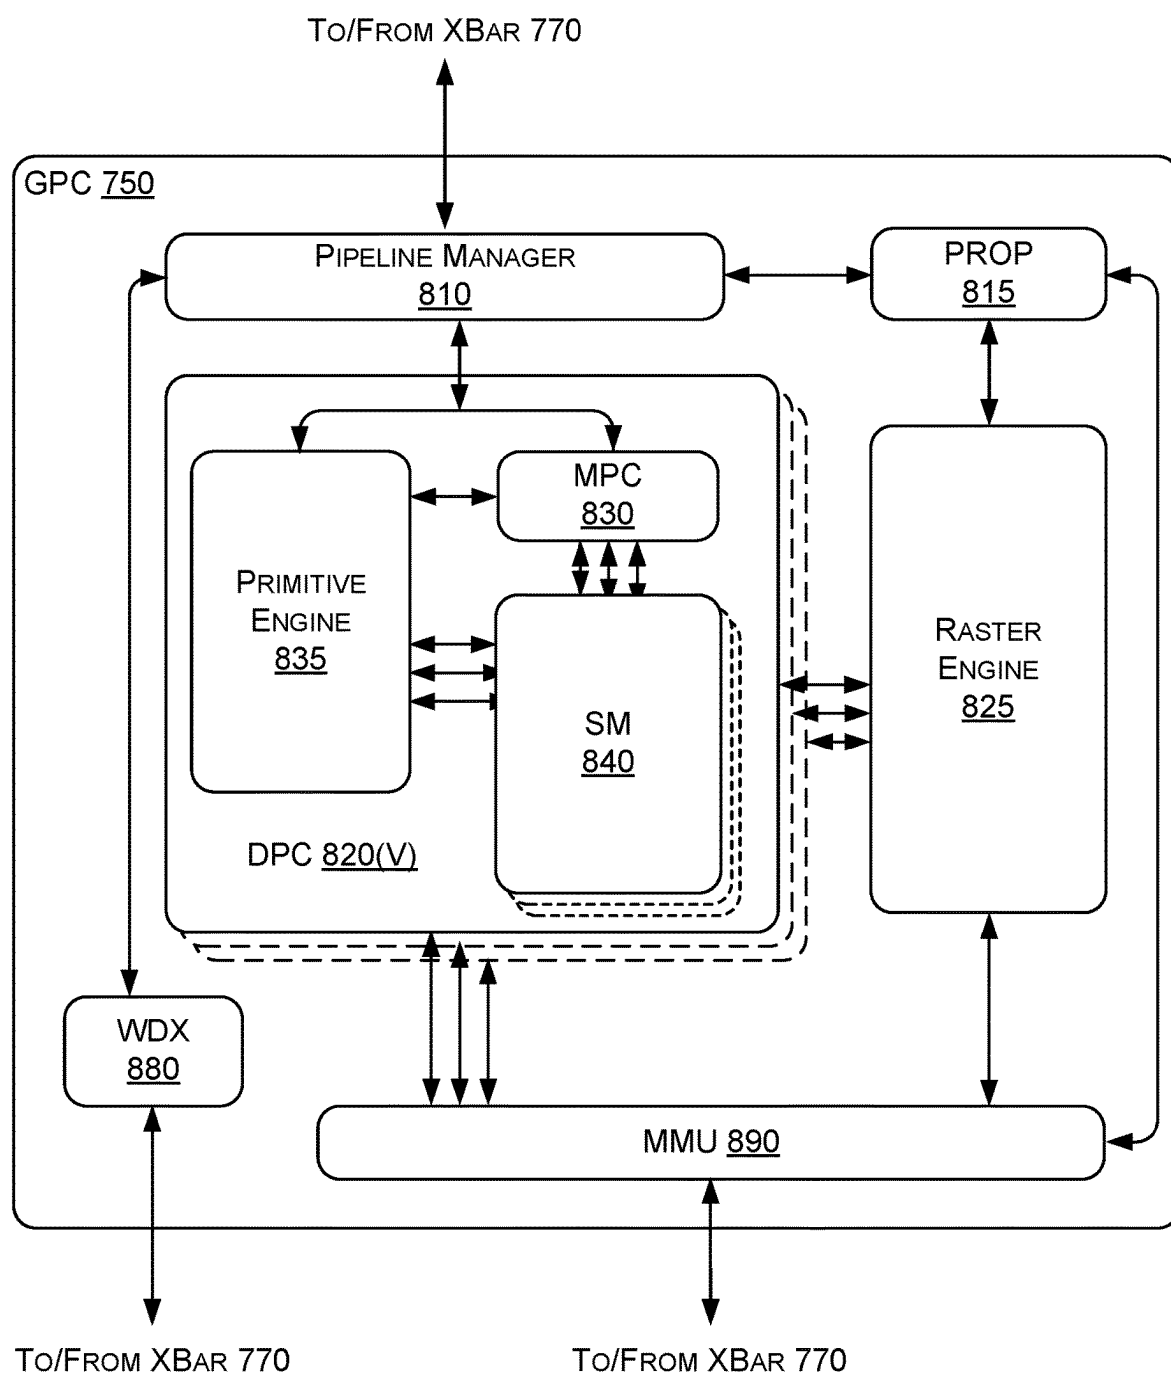 TO/FROM XBAR 770
GPC 750
PIPELINE MANAGER
810
PROP
815
MPC
830
PRIMITIVE
ENGINE
835
RASTER
ENGINE
825
SM
840
DPC 820(V)
WDX
880
MMU 890
TO/FROM XBAR 770
TO/FROM XBAR 770